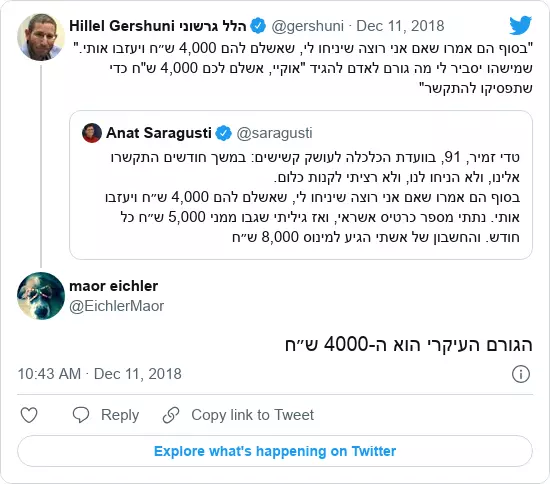 Hillel Gershuni הלל גרשוני @gershuni · Dec 11, 2018
"בסוף הם אמרו שאם אני רוצה שיניחו לי, שאשלם להם 4,000 ש״ח ויעזבו אותי."
שמישהו יסביר לי מה גורם לאדם להגיד "אוקיי, אשלם לכם 4,000 ש"ח כדי
שתפסיקו להתקשר"
Anat Saragusti @saragusti
טדי זמיר, 91, בוועדת הכלכלה לעושק קשישים: במשך חודשים התקשרו
אלינו, ולא הניחו לנו, ולא רציתי לקנות כלום.
בסוף הם אמרו שאם אני רוצה שיניחו לי, שאשלם להם 4,000 ש״ח ויעזבו
אותי. נתתי מספר כרטיס אשראי, ואז גיליתי שגבו ממני 5,000 ש״ח כל
חודש. והחשבון של אשתי הגיע למינוס 8,000 ש״ח
maor eichler
@EichlerMaor
הגורם העיקרי הוא ה-4000 ש״ח
10:43 AM · Dec 11, 2018
Reply
Copy link to Tweet
Explore what's happening on Twitter